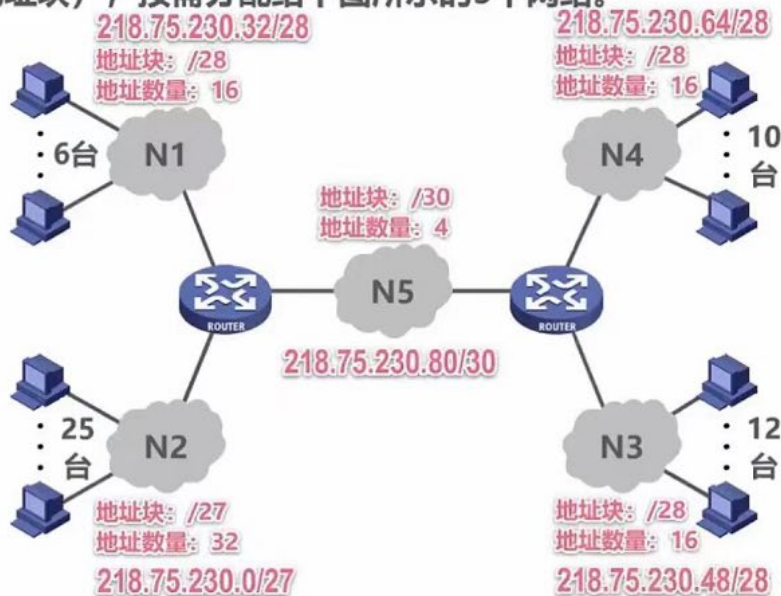 218.75.230.32/28
地址块：/28
地址数量：16
218.75.230.64/28
地址块：/28
地址数量：16
6台
N1
N4
10
台
地址块：/30
地址数量：4
N5
ROUTER
ROUTER
218.75.230.80/30
25
台
N2
N3
12
台
地址块：/27
地址数量：32
218.75.230.0/27
地址块：/28
地址数量：16
218.75.230.48/28